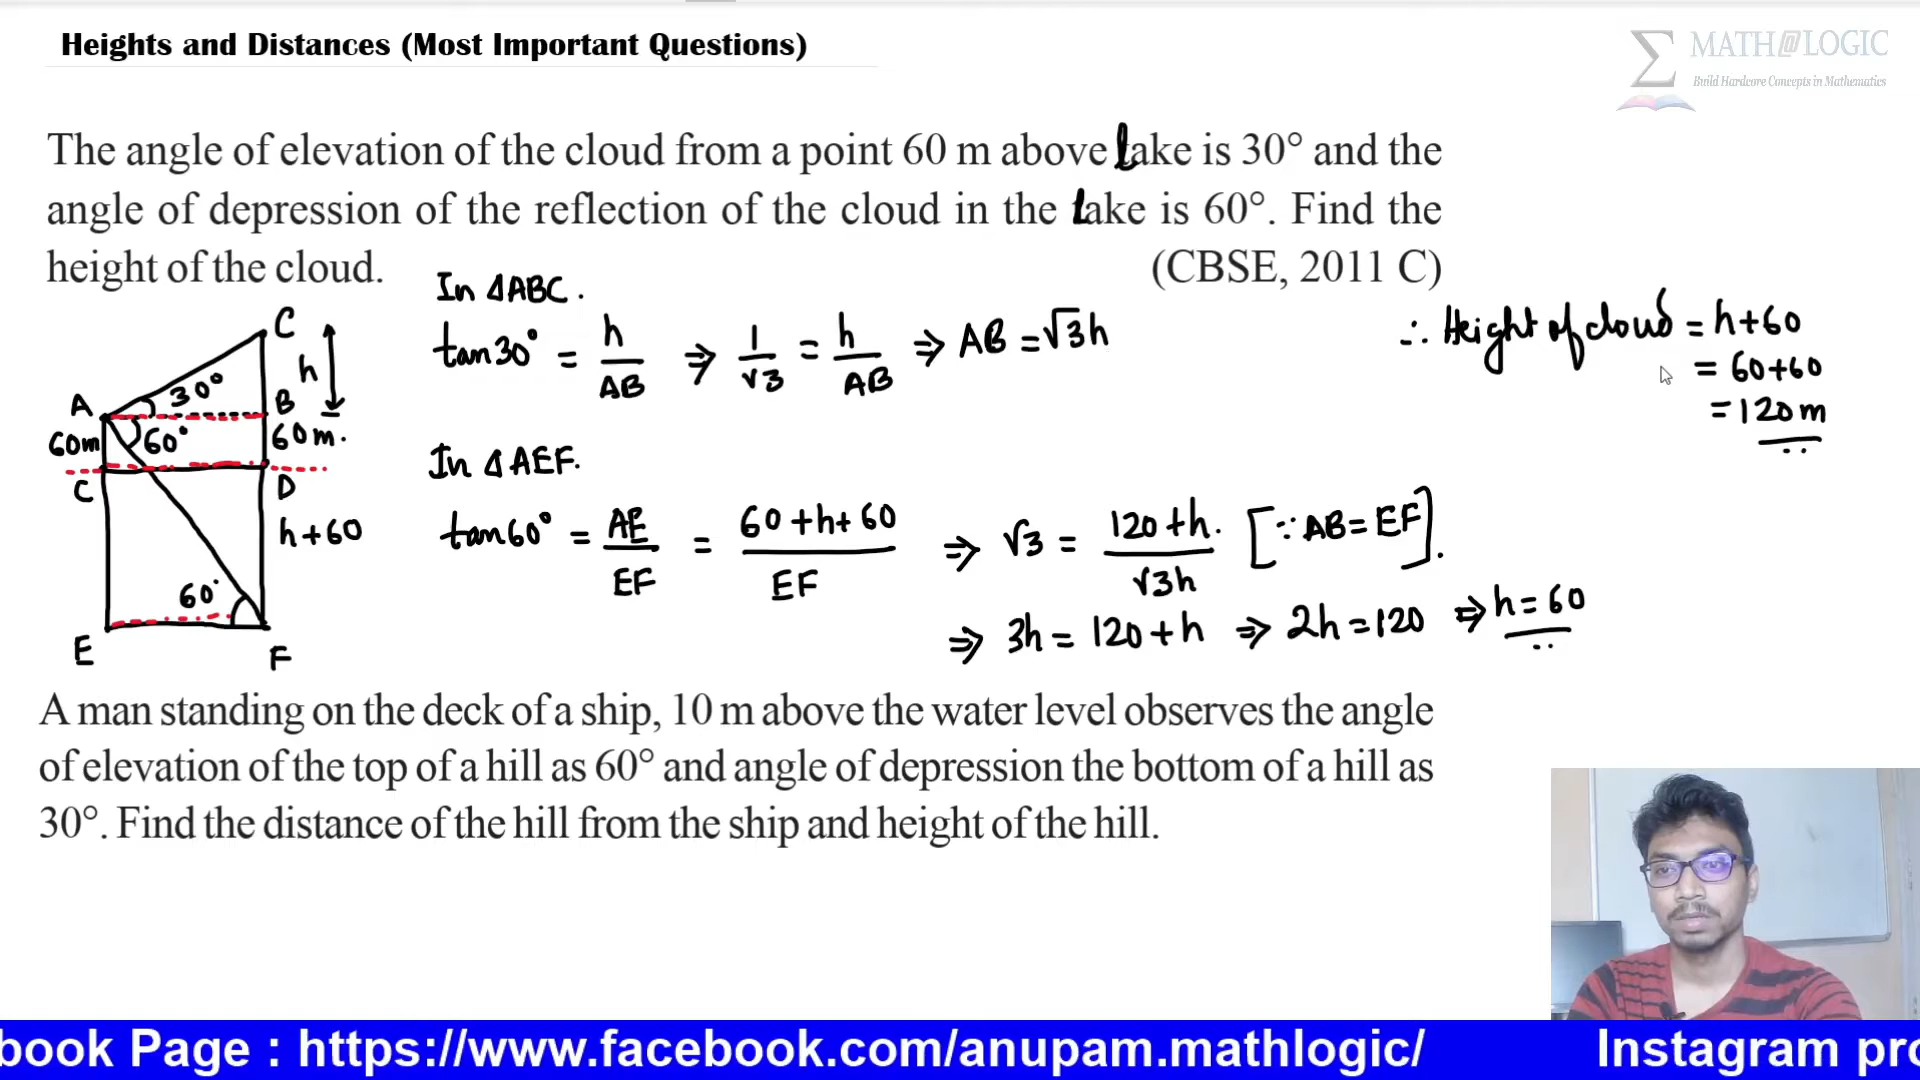 Heights and Distances (Most Important Questions)
MATH@LOGIC
Build Hardcore Concepts in Mathematics
The angle of elevation of the cloud from a point 60 m above lake is 30° and the
angle of depression of the reflection of the cloud in the lake is 60°. Find the
height of the cloud.
(CBSE, 2011 C)
In ΔABC.
tan30° = h/AB ⇒ 1/√3 = h/AB ⇒ AB = √3h
∴ Height of cloud = h+60
= 60+60
= 120m
C
h
30°
A
B
60m
60°
60m.
C
D
h+60
60°
E
F
In ΔAEF.
tan60° = AE/EF = 60+h+60/EF ⇒ √3 = 120+h./√3h [∵AB=EF].
⇒ 3h = 120+h ⇒ 2h=120 ⇒ h=60
A man standing on the deck of a ship, 10 m above the water level observes the angle
of elevation of the top of a hill as 60° and angle of depression the bottom of a hill as
30°. Find the distance of the hill from the ship and height of the hill.
book Page : https://www.facebook.com/anupam.mathlogic/
Instagram pro